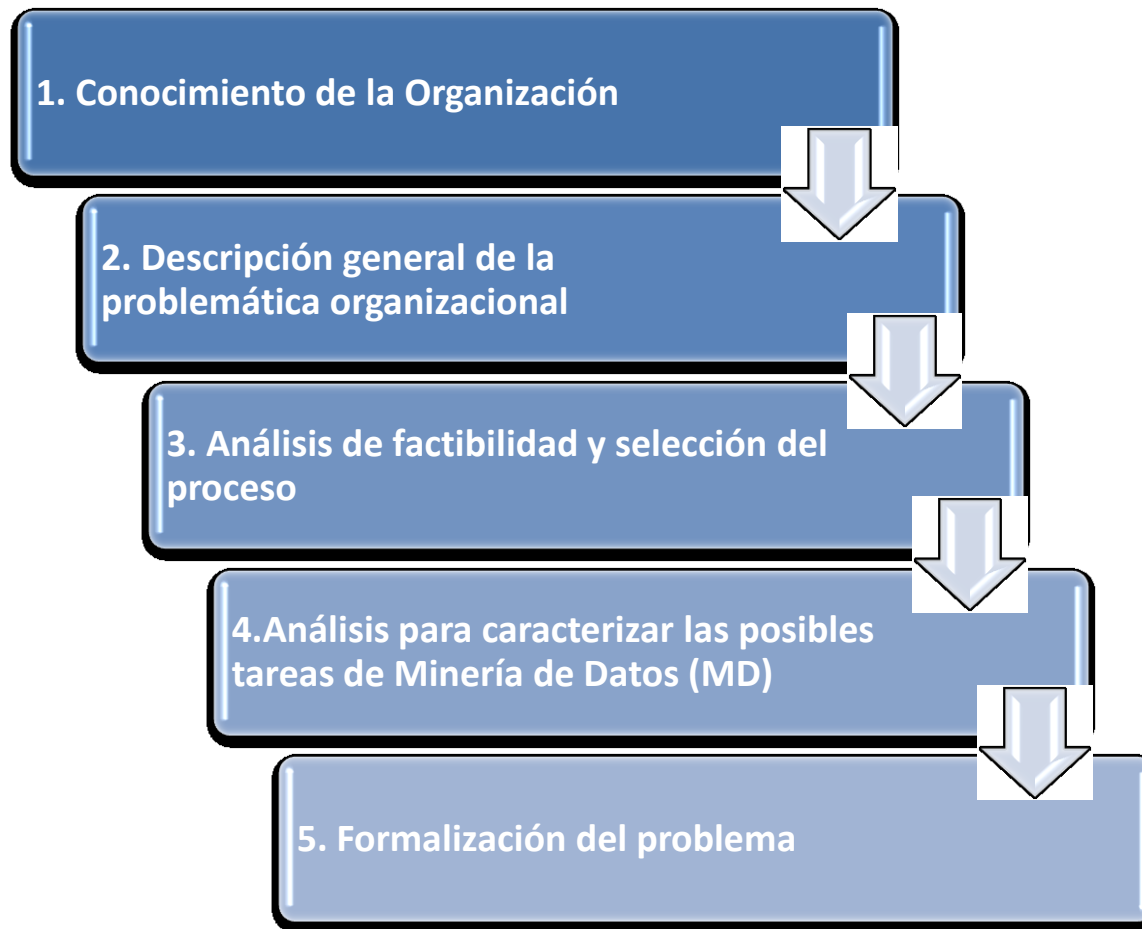 1. Conocimiento de la Organización
2. Descripción general de la
problemática organizacional
3. Análisis de factibilidad y selección del
proceso
4.Análisis para caracterizar las posibles
tareas de Minería de Datos (MD)
5. Formalización del problema